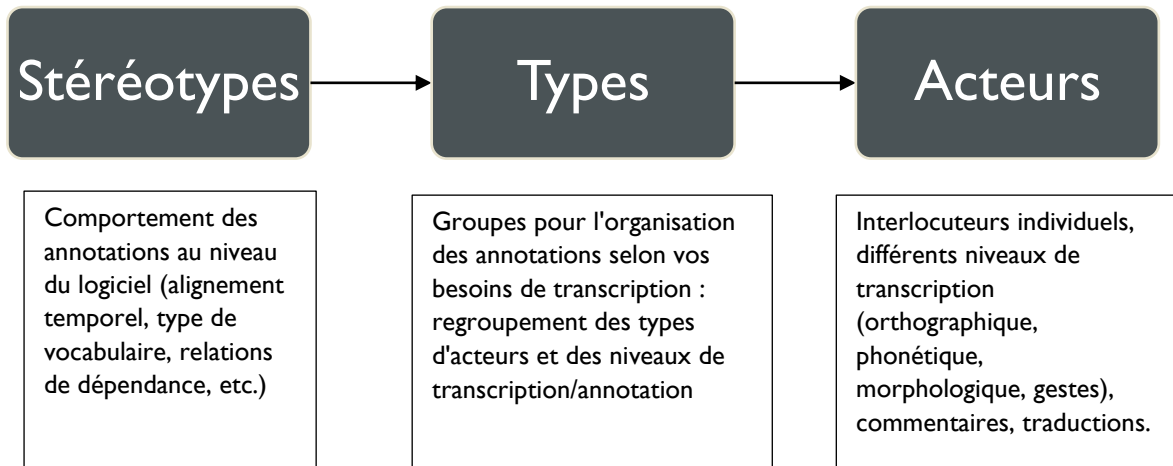 Stéréotypes
Types
Acteurs
Comportement des
annotations au niveau
du logiciel (alignement
temporel, type de
vocabulaire, relations
de dépendance, etc.)
Groupes pour l'organisation
des annotations selon vos
besoins de transcription :
regroupement des types
d'acteurs et des niveaux de
transcription/annotation
Interlocuteurs individuels,
différents niveaux de
transcription
(orthographique,
phonétique,
morphologique, gestes),
commentaires, traductions.